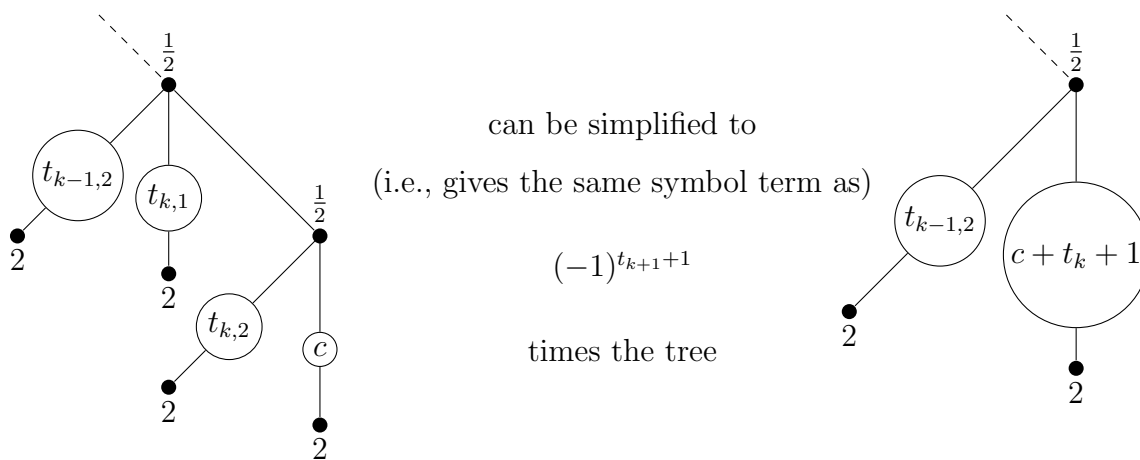 1/2
t_{k-1,2}
t_{k,1}
1/2
2
2
t_{k,2}
c
2
2
can be simplified to
(i.e., gives the same symbol term as)
(-1)^{t_{k+1}+1}
times the tree
1/2
t_{k-1,2}
c + t_k + 1
2
2